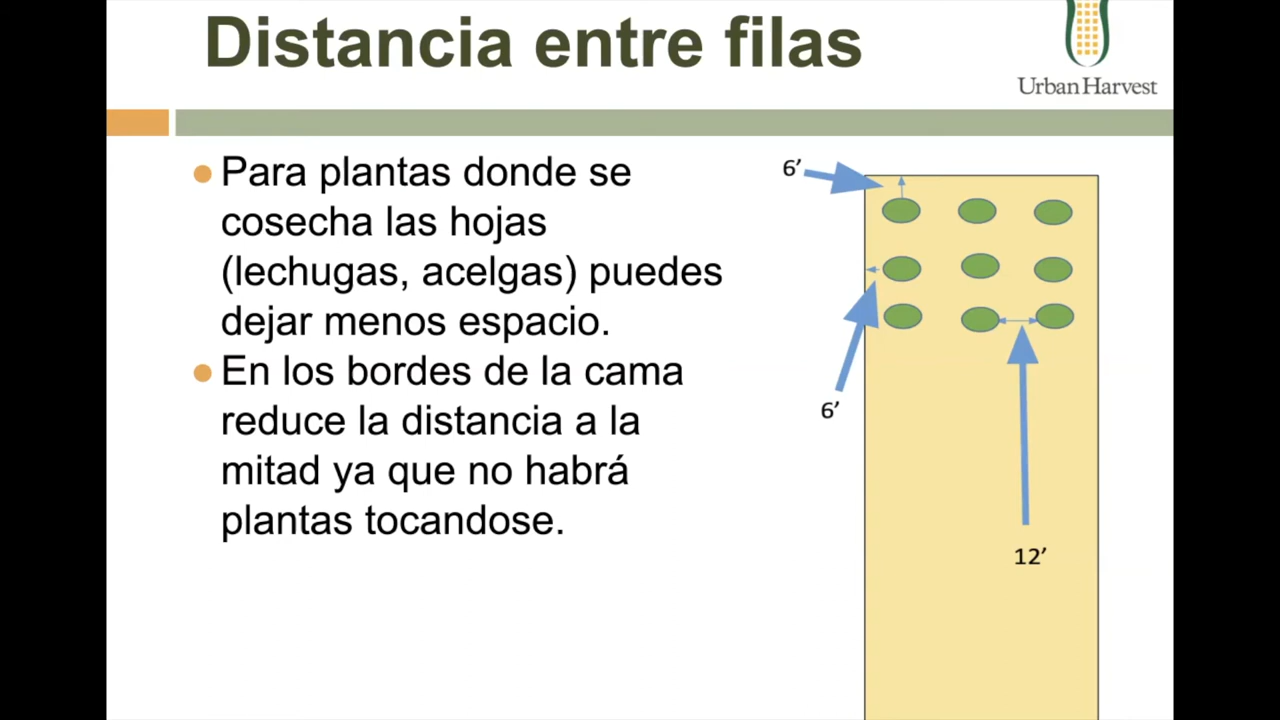 Distancia entre filas
Urban Harvest
Para plantas donde se
cosecha las hojas
(lechugas, acelgas) puedes
dejar menos espacio.
En los bordes de la cama
reduce la distancia a la
mitad ya que no habrá
plantas tocandose.
6’
6’
12’